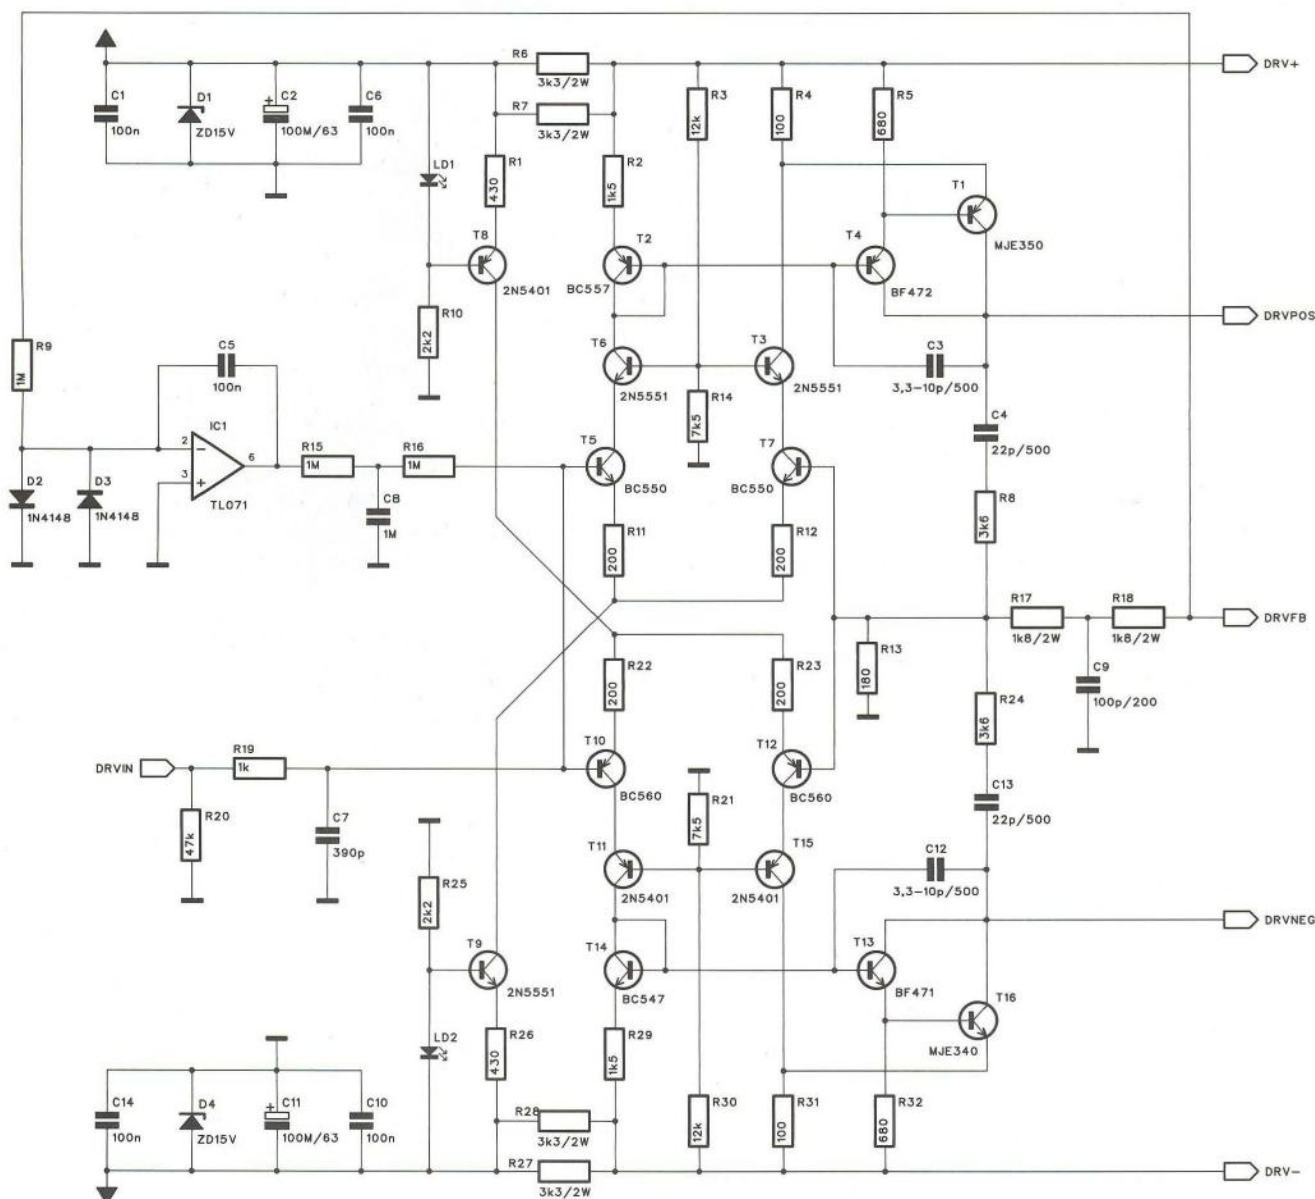 R6
3k3/2W
R7
3k3/2W
DRV+
C1
100n
D1
ZD15V
C2
+
100M/63
C6
100n
R3
12k
R4
100
R5
680
LD1
R1
430
R2
1k5
T1
MJE350
T8
2N5401
T2
BC557
T4
BF472
R10
2k2
DRVPOS
R9
1M
C5
100n
T6
2N5551
T3
2N5551
C3
3,3-10p/500
R14
7k5
C4
22p/500
IC1
2
3
6
TL071
R15
1M
R16
1M
T5
BC550
T7
BC550
D2
1N4148
D3
1N4148
C8
1M
R8
3k6
R11
200
R12
200
R17
1k8/2W
R18
1k8/2W
DRVFB
R13
180
C9
100p/200
R22
200
R23
200
R24
3k6
DRVIN
R19
1k
T10
BC560
T12
BC560
R20
47k
C7
390p
R21
7k5
C13
22p/500
T11
2N5401
T15
2N5401
C12
3,3-10p/500
R25
2k2
DRVNEG
T9
2N5551
T14
BC547
T13
BF471
T16
MJE340
LD2
R26
430
R29
1k5
C14
100n
D4
ZD15V
C11
+
100M/63
C10
100n
R28
3k3/2W
R30
12k
R31
100
R32
680
R27
3k3/2W
DRV-